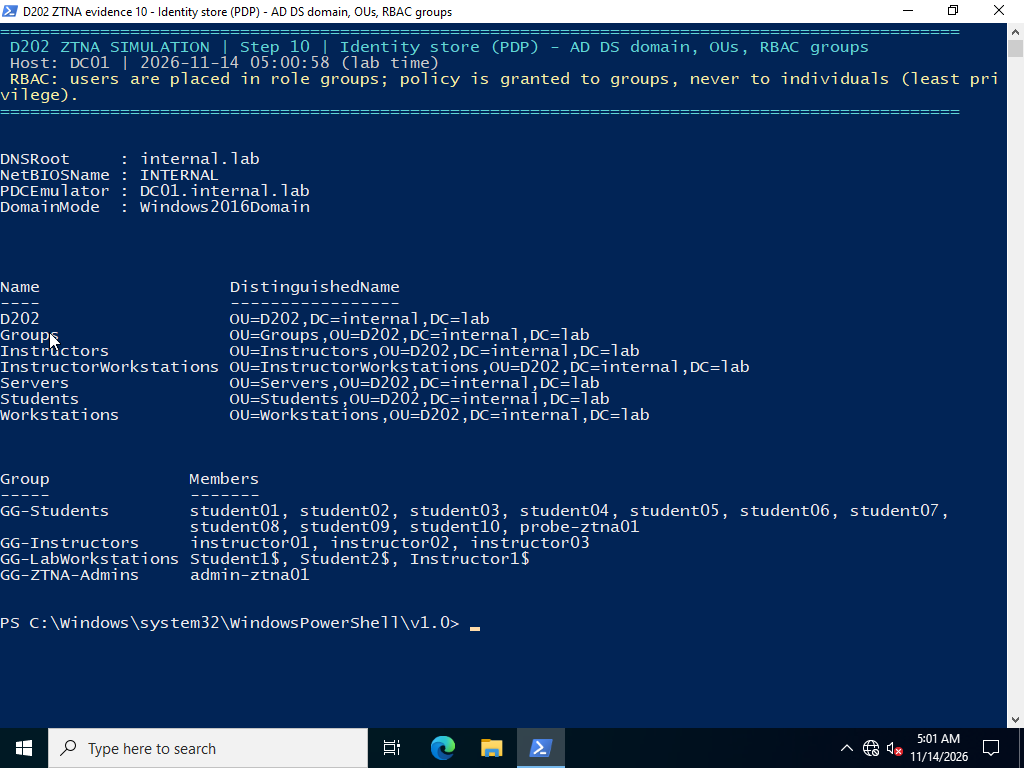 D202 ZTNA evidence 10 - Identity store (PDP) - AD DS domain, OUs, RBAC groups
================================================================================================
D202 ZTNA SIMULATION | Step 10 | Identity store (PDP) - AD DS domain, OUs, RBAC groups
Host: DC01 | 2026-11-14 05:00:58 (lab time)
RBAC: users are placed in role groups; policy is granted to groups, never to individuals (least pri
vilege).
================================================================================================
DNSRoot     : internal.lab
NetBIOSName : INTERNAL
PDCEmulator : DC01.internal.lab
DomainMode  : Windows2016Domain
Name                   DistinguishedName
----                   -----------------
D202                   OU=D202,DC=internal,DC=lab
Groups                 OU=Groups,OU=D202,DC=internal,DC=lab
Instructors            OU=Instructors,OU=D202,DC=internal,DC=lab
InstructorWorkstations OU=InstructorWorkstations,OU=D202,DC=internal,DC=lab
Servers                OU=Servers,OU=D202,DC=internal,DC=lab
Students               OU=Students,OU=D202,DC=internal,DC=lab
Workstations           OU=Workstations,OU=D202,DC=internal,DC=lab
Group              Members
-----              -------
GG-Students        student01, student02, student03, student04, student05, student06, student07,
                   student08, student09, student10, probe-ztna01
GG-Instructors     instructor01, instructor02, instructor03
GG-LabWorkstations Student1$, Student2$, Instructor1$
GG-ZTNA-Admins     admin-ztna01
PS C:\Windows\system32\WindowsPowerShell\v1.0> _
Type here to search
5:01 AM
11/14/2026